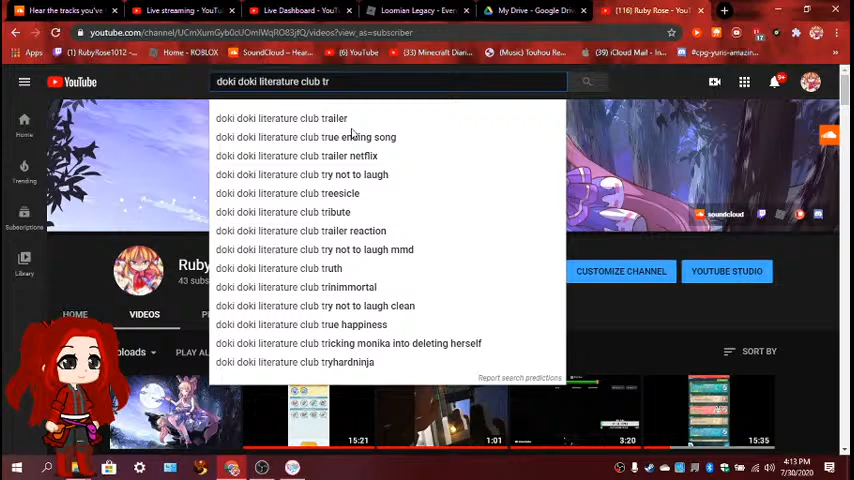 Hear the tracks you've
Live streaming - YouTu
Live Dashboard - YouTu
Loomian Legacy - Even
My Drive - Google Driv
[116] Ruby Rose - YouTu
youtube.com/channel/UCmXumGY0b0UmOlmWqRO83jfQ/videos?view_as=subscriber
Apps
(1) RubyRose1012 -
Home - ROBLOX
SoundCloud – Hear...
(6) YouTube
(33) Minecraft Diari...
(Music) Touhou Re...
(39) iCloud Mail - I...
#cpg-yuris-amazin...
YouTube
doki doki literature club tr
9+
doki doki literature club trailer
doki doki literature club true ending song
doki doki literature club trailer netflix
doki doki literature club try not to laugh
doki doki literature club treesicle
doki doki literature club tribute
doki doki literature club trailer reaction
doki doki literature club try not to laugh mmd
doki doki literature club truth
doki doki literature club trinimmortal
doki doki literature club try not to laugh clean
doki doki literature club true happiness
doki doki literature club tricking monika into deleting herself
doki doki literature club tryhardninja
Report search predictions
Home
Trending
Subscriptions
Library
soundcloud
Ruby
43 subs
CUSTOMIZE CHANNEL
YOUTUBE STUDIO
HOME
VIDEOS
P
ploads
PLAY AL
SORT BY
15:21
1:01
3:20
15:35
4:13 PM
7/30/2020